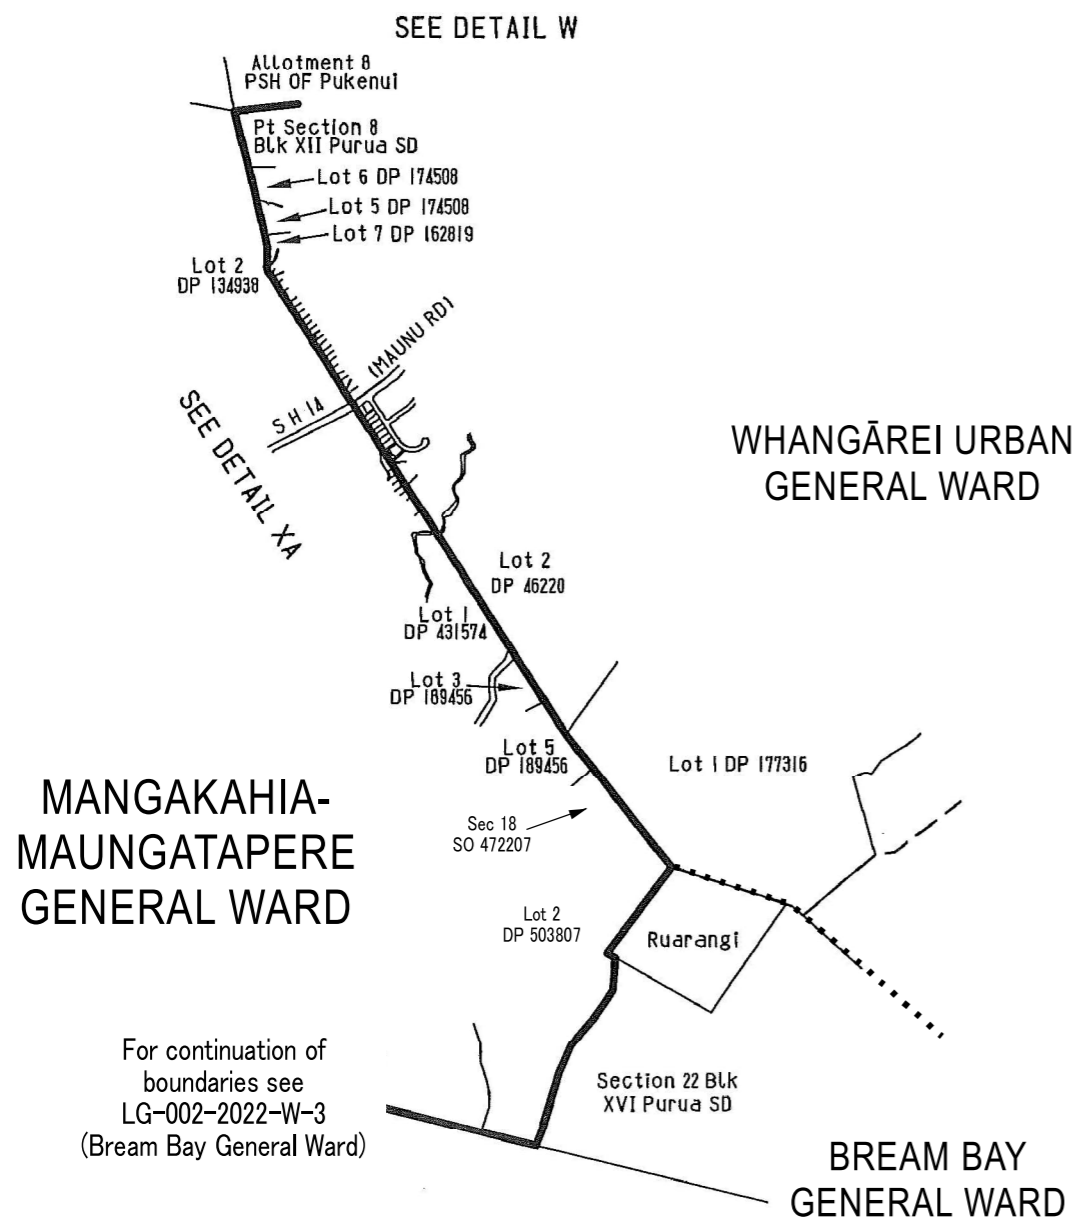 SEE DETAIL W
Allotment 8
PSH OF Pukenui
Pt Section 8
Blk XII Purua SD
Lot 6 DP 174508
Lot 5 DP 174508
Lot 7 DP 162819
Lot 2
DP 134938
(MAUNU RD)
S H 14
SEE DETAIL XA
WHANGĀREI URBAN
GENERAL WARD
Lot 2
DP 46220
Lot 1
DP 431574
Lot 3
DP 189456
Lot 5
DP 189456
Lot 1 DP 177316
MANGAKAHIA-
MAUNGATAPERE
GENERAL WARD
Sec 18
SO 472207
Lot 2
DP 503807
Ruarangi
For continuation of
boundaries see
LG-002-2022-W-3
(Bream Bay General Ward)
Section 22 Blk
XVI Purua SD
BREAM BAY
GENERAL WARD